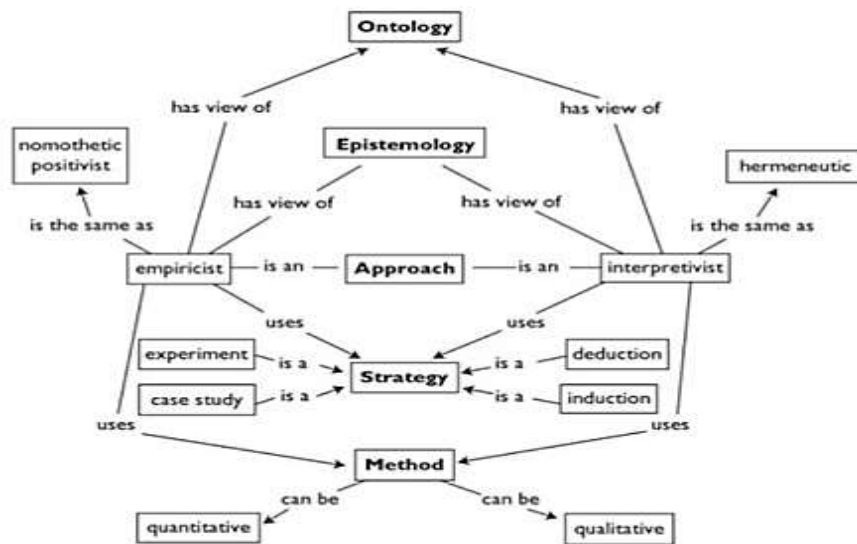 Ontology
has view of
has view of
nomothetic
positivist
Epistemology
hermeneutic
has view of
has view of
is the same as
is the same as
empiricist
is an
Approach
is an
interpretivist
uses
uses
experiment
is a
Strategy
is a
deduction
case study
is a
is a
induction
uses
uses
Method
can be
can be
quantitative
qualitative